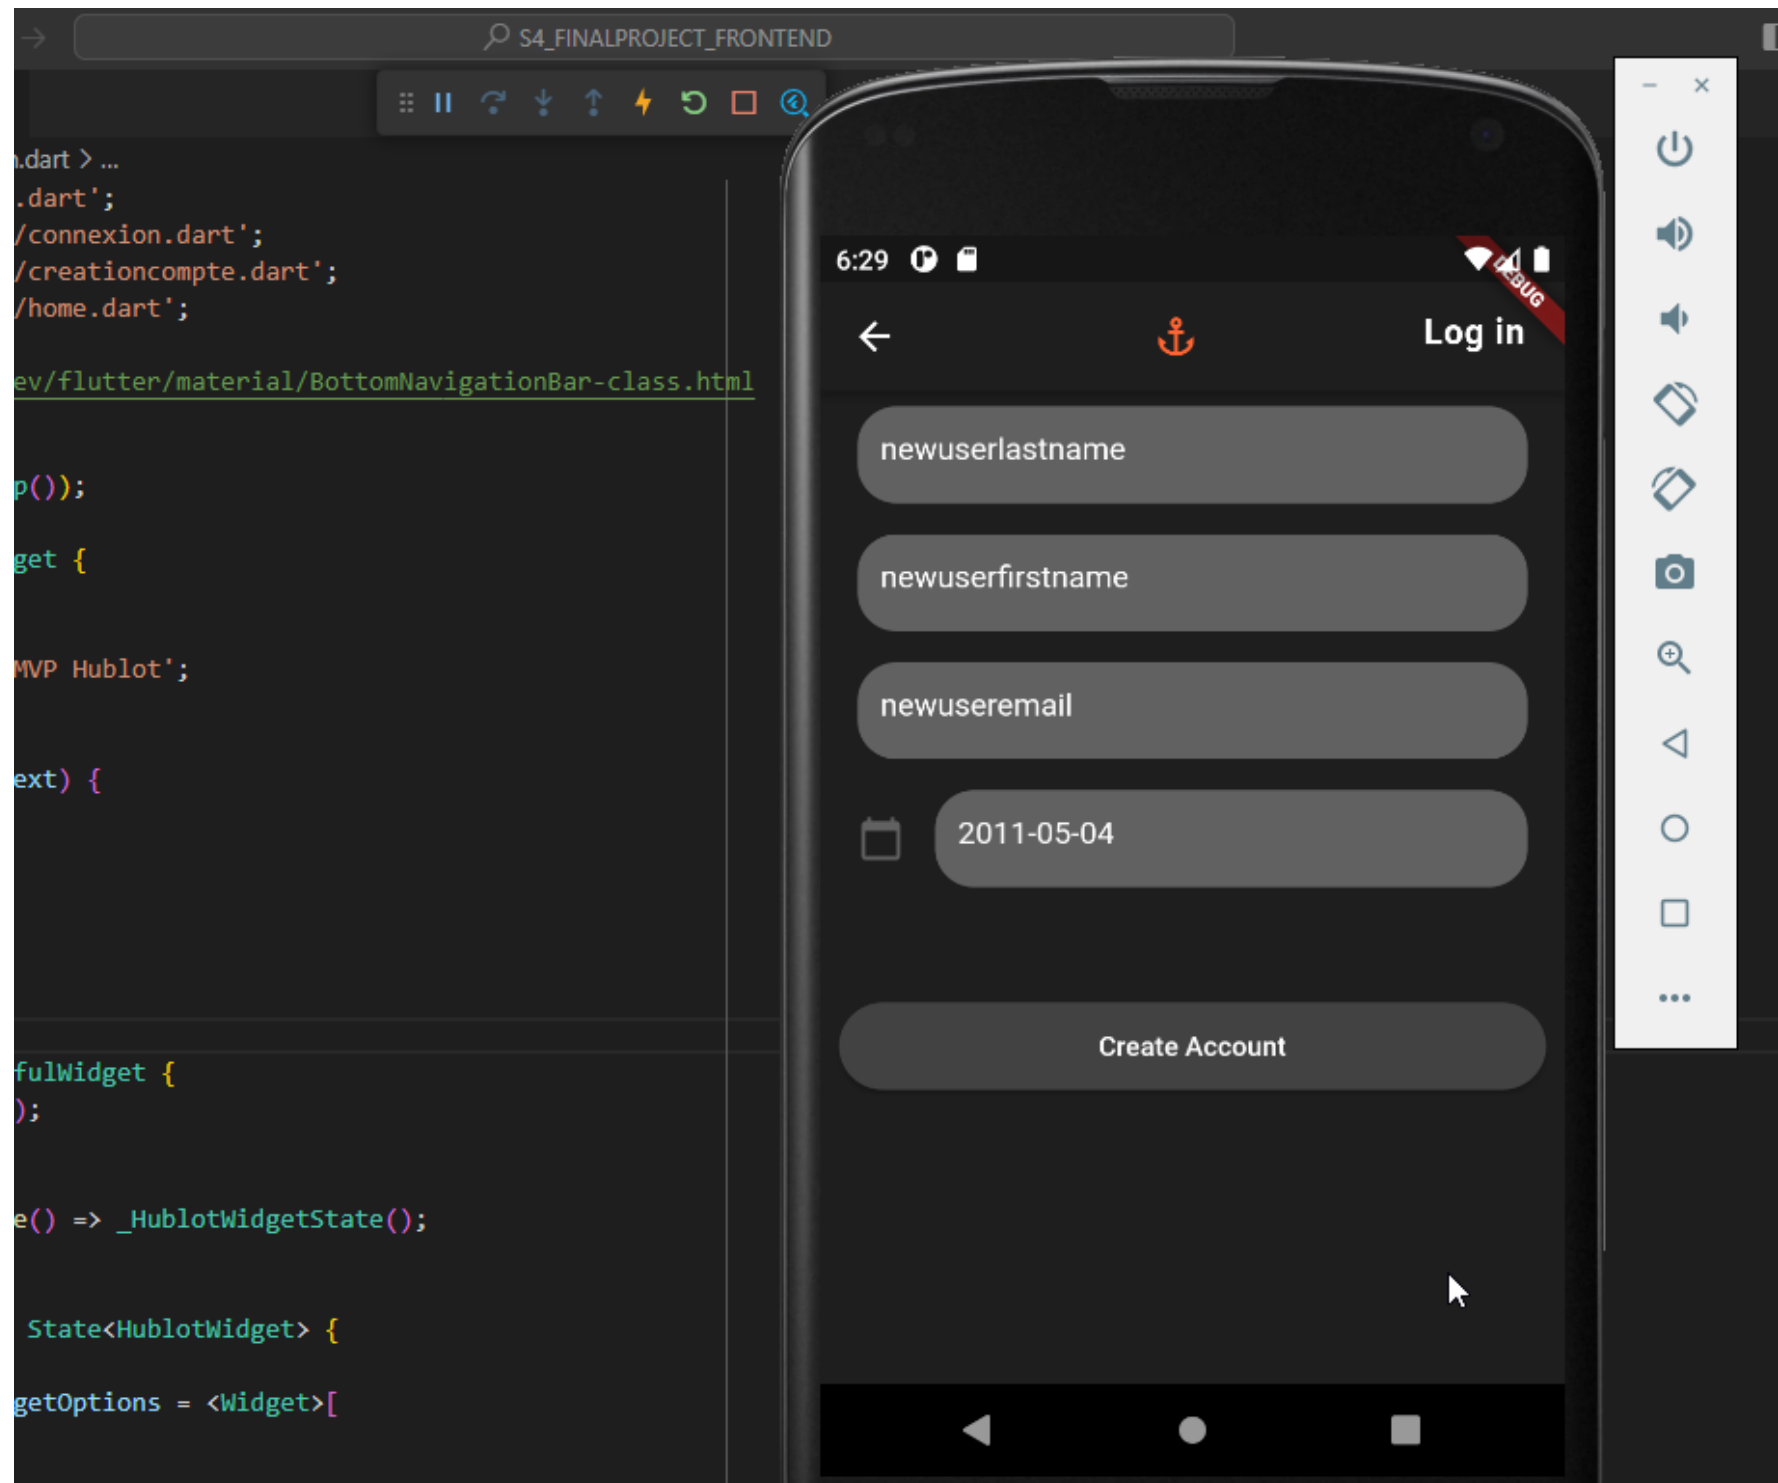 S4_FINALPROJECT_FRONTEND
.dart > ...
.dart';
/connexion.dart';
/creationcompte.dart';
/home.dart';
ev/flutter/material/BottomNavigationBar-class.html
p());
get {
MVP Hublot';
ext) {
fulWidget {
);
e() => _HublotWidgetState();
State<HublotWidget> {
getOptions = <Widget>[
6:29
DEBUG
Log in
newuserlastname
newuserfirstname
newuseremail
2011-05-04
Create Account